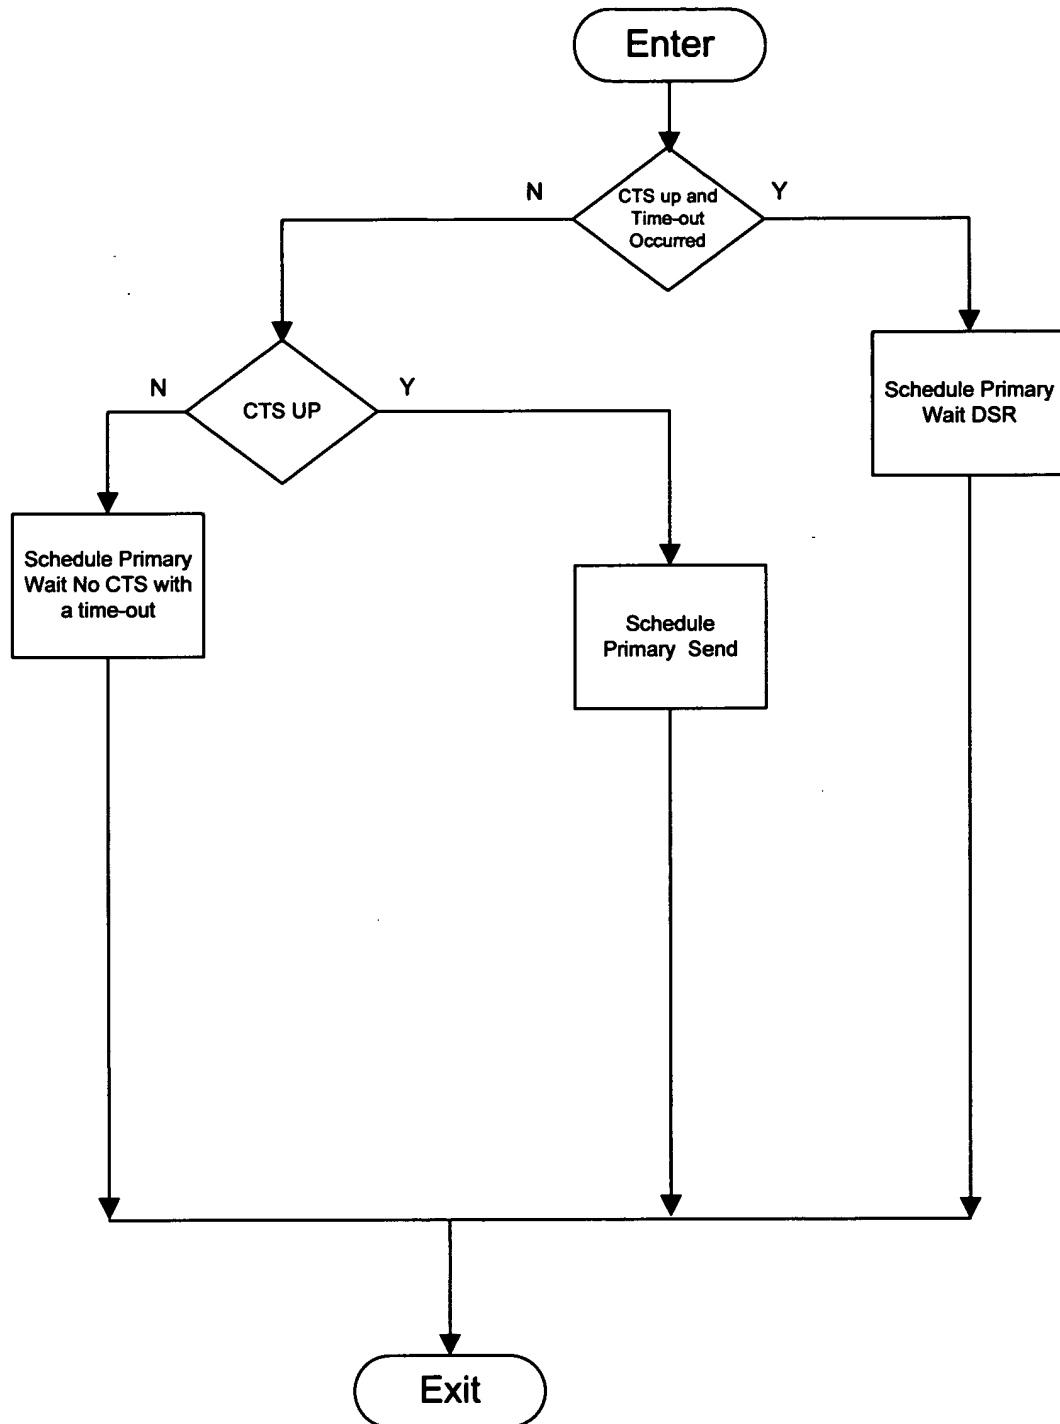 Enter
N
CTS up and
Time-out
Occurred
Y
N
CTS UP
Y
Schedule Primary
Wait DSR
Schedule Primary
Wait No CTS with
a time-out
Schedule
Primary Send
Exit